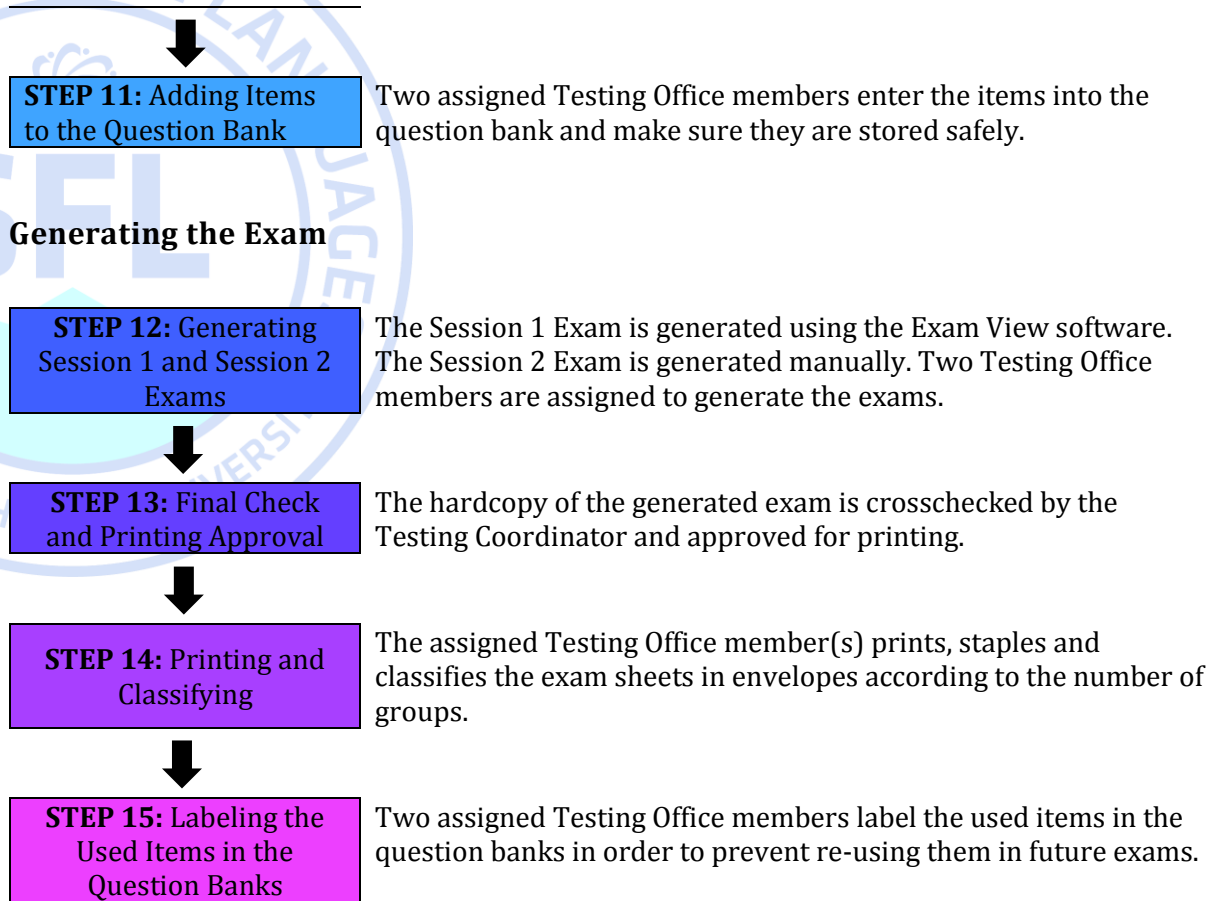 STEP 11: Adding Items
to the Question Bank
Two assigned Testing Office members enter the items into the
question bank and make sure they are stored safely.
Generating the Exam
STEP 12: Generating
Session 1 and Session 2
Exams
The Session 1 Exam is generated using the Exam View software.
The Session 2 Exam is generated manually. Two Testing Office
members are assigned to generate the exams.
STEP 13: Final Check
and Printing Approval
The hardcopy of the generated exam is crosschecked by the
Testing Coordinator and approved for printing.
STEP 14: Printing and
Classifying
The assigned Testing Office member(s) prints, staples and
classifies the exam sheets in envelopes according to the number of
groups.
STEP 15: Labeling the
Used Items in the
Question Banks
Two assigned Testing Office members label the used items in the
question banks in order to prevent re-using them in future exams.